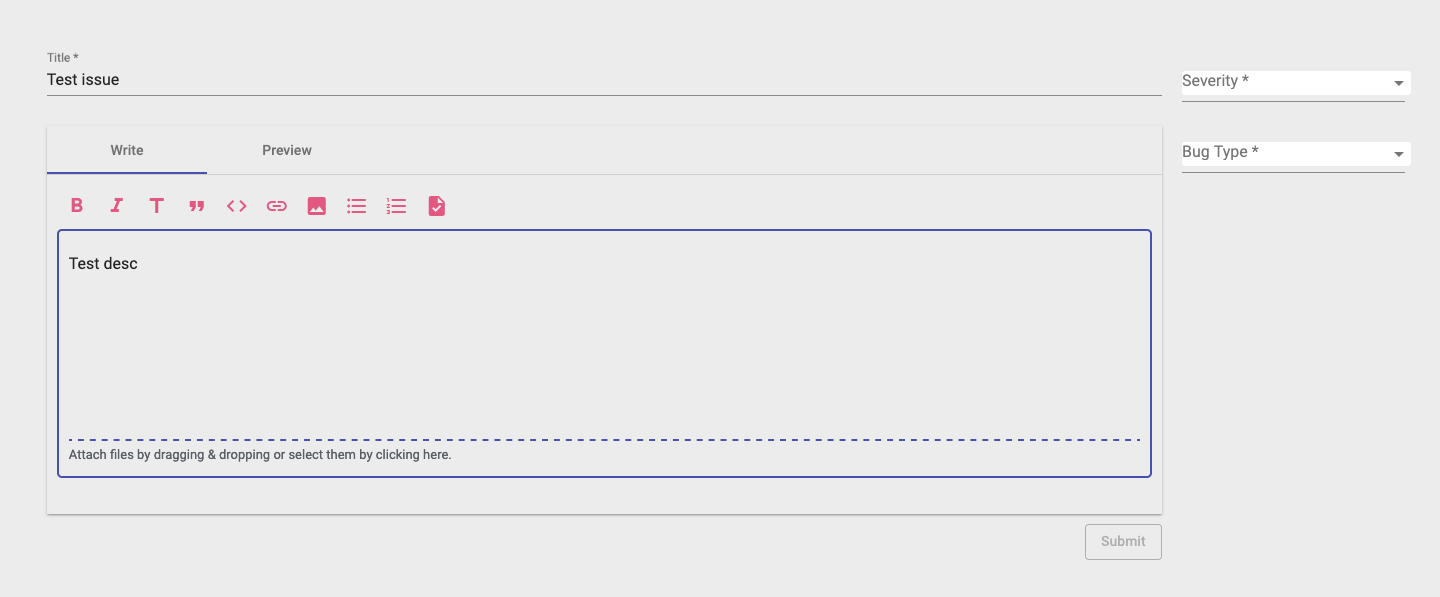 Title *
Test issue
Severity *
Write
Preview
Bug Type *
Test desc
Attach files by dragging & dropping or select them by clicking here.
Submit